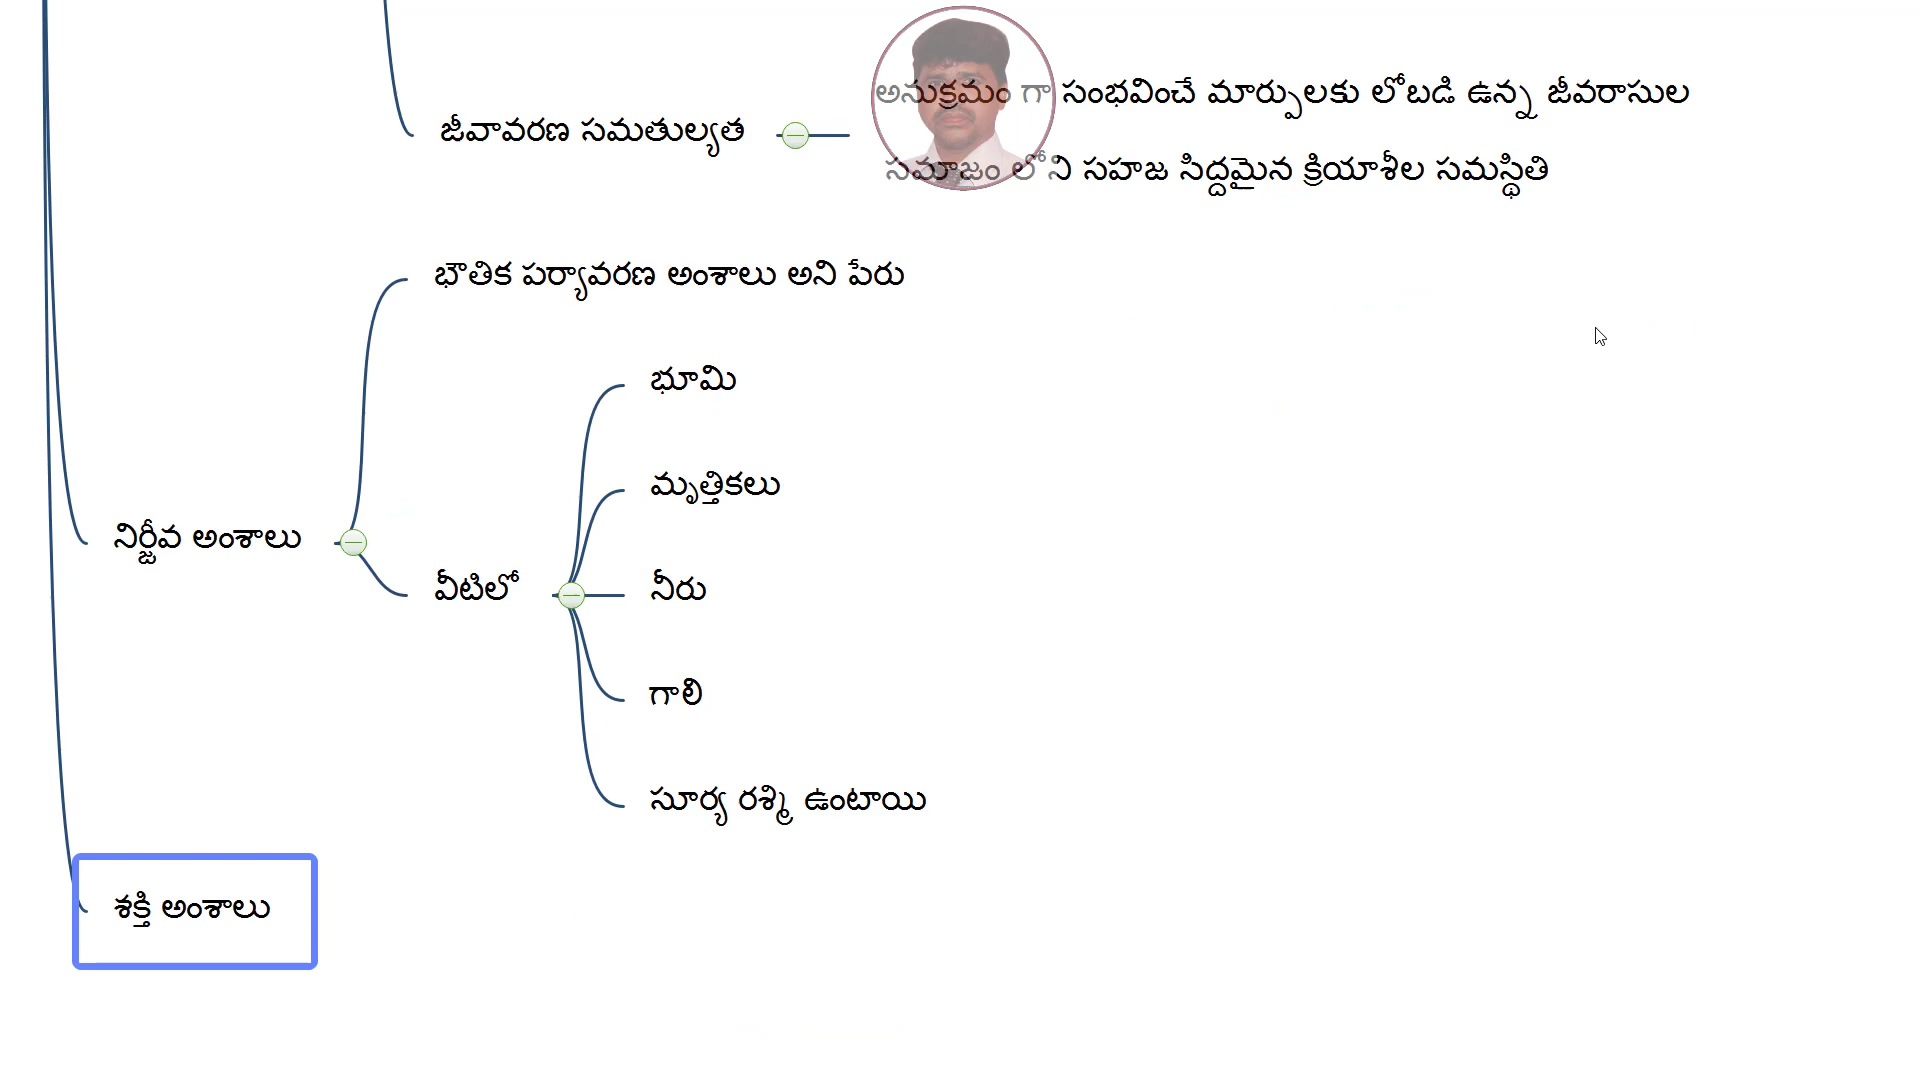 అనుక్రమం గా సంభవించే మార్పులకు లోబడి ఉన్న జీవరాసుల
జీవావరణ సమతుల్యత
సమాజం లోని సహజ సిద్దమైన క్రియాశీల సమస్థితి
భౌతిక పర్యావరణ అంశాలు అని పేరు
భూమి
మృత్తికలు
నిర్జీవ అంశాలు
వీటిలో
నీరు
గాలి
సూర్య రశ్మి ఉంటాయి
శక్తి అంశాలు